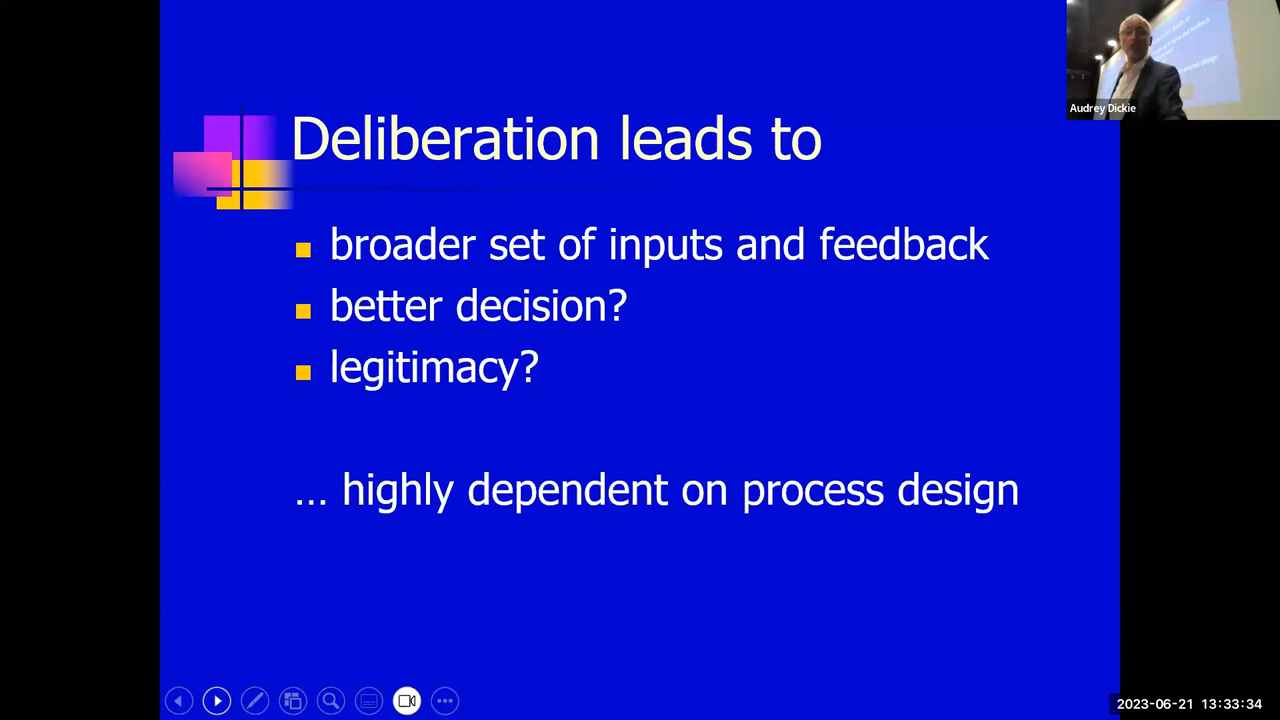 Deliberation leads to
broader set of inputs and feedback
better decision?
legitimacy?
... highly dependent on process design
Audrey Dickie
2023-06-21 13:33:34